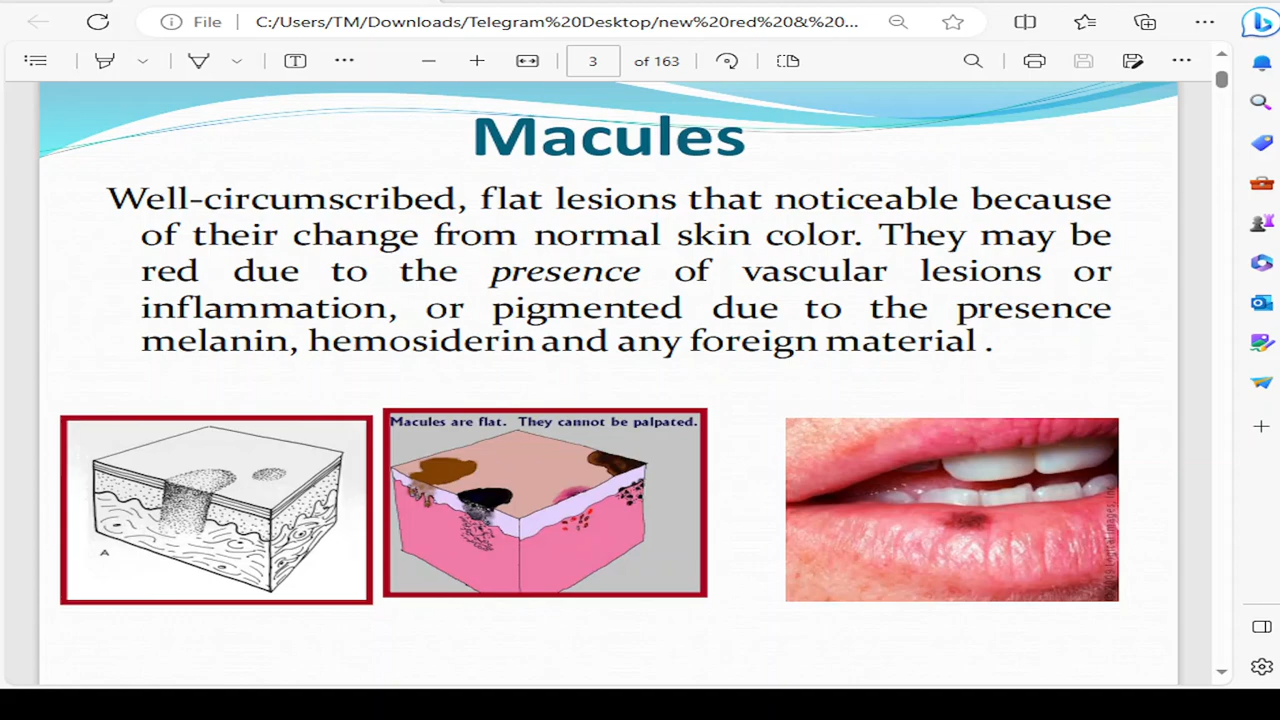 File
C:/Users/TM/Downloads/Telegram%20Desktop/new%20red%20&%20...
3 of 163
Macules
Well-circumscribed, flat lesions that noticeable because
of their change from normal skin color. They may be
red due to the presence of vascular lesions or
inflammation, or pigmented due to the presence
melanin, hemosiderin and any foreign material .
A
Macules are flat. They cannot be palpated.